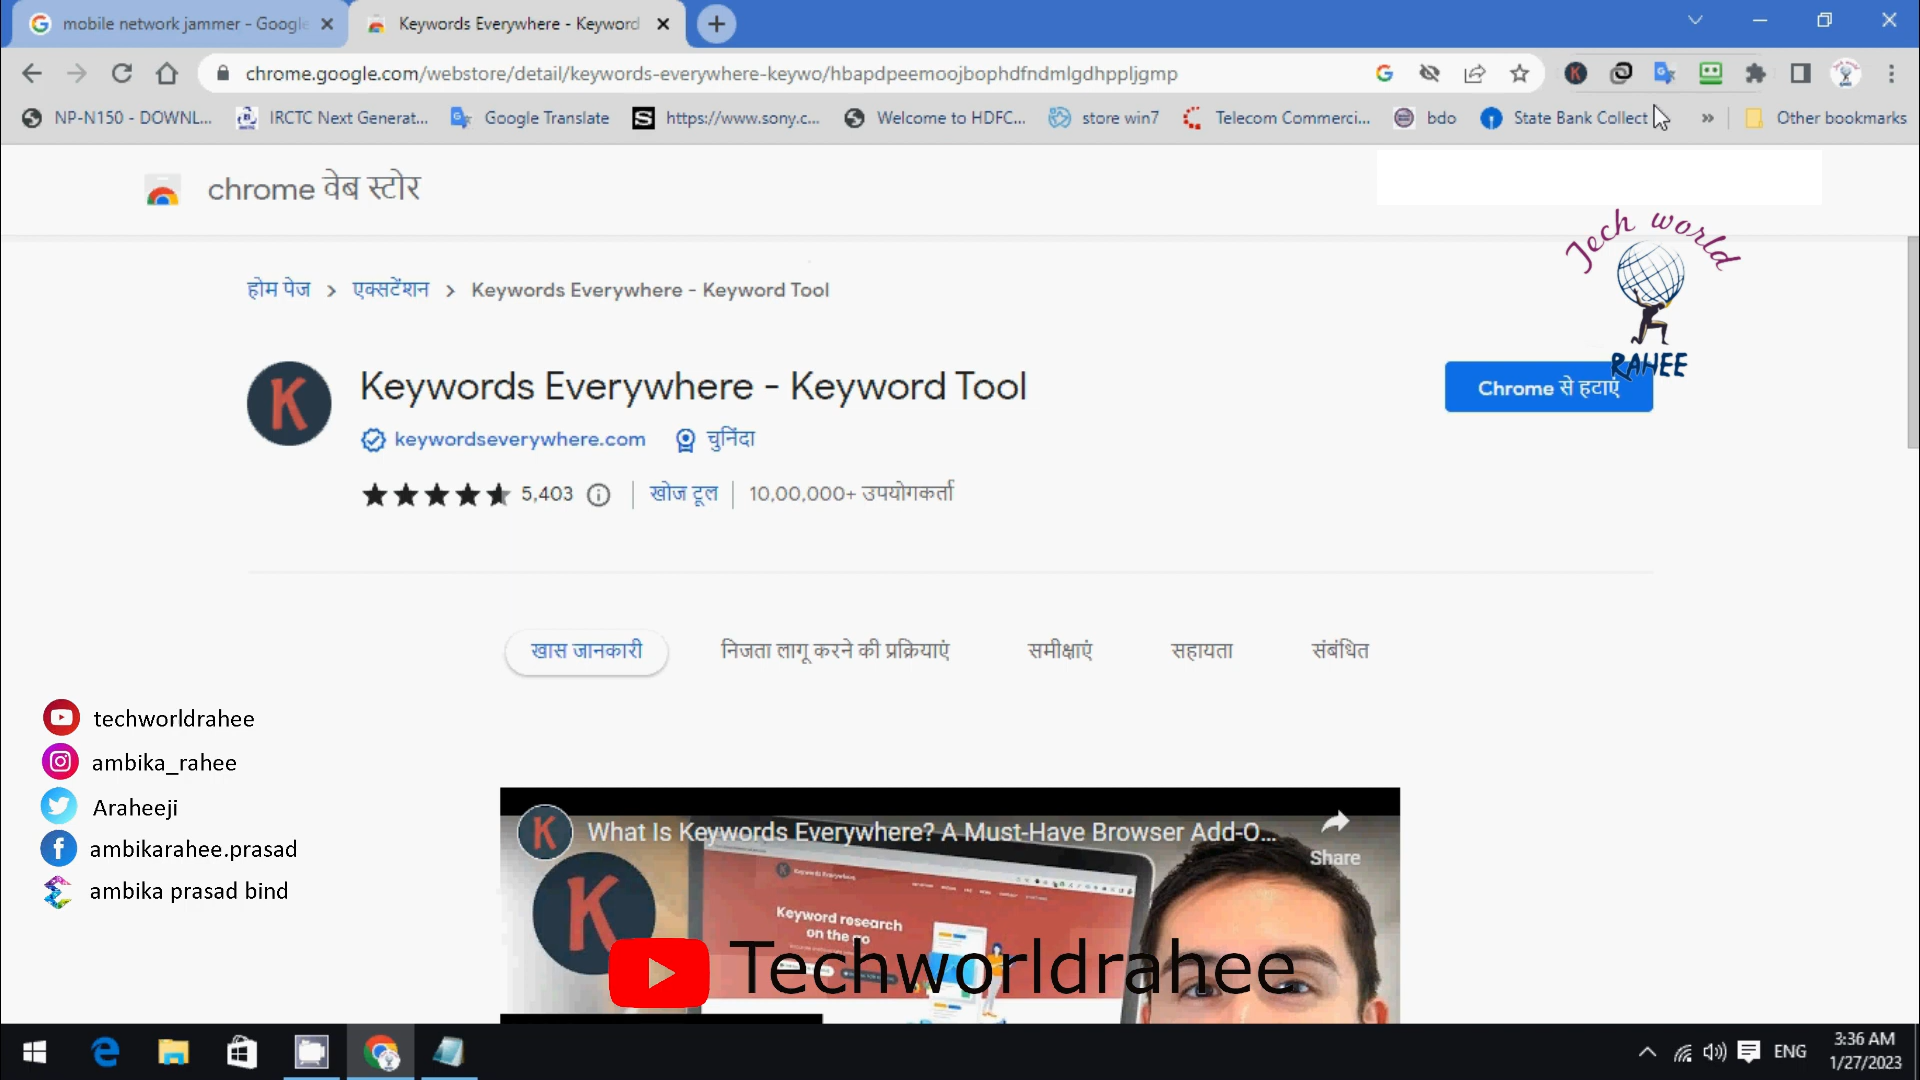 mobile network jammer - Google
Keywords Everywhere - Keyword
chrome.google.com/webstore/detail/keywords-everywhere-keywo/hbapdpeemoojbophdfndmlgdhppljgmp
NP-N150 - DOWNL... IRCTC Next Generat... Google Translate https://www.sony.c... Welcome to HDFC... store win7 Telecom Commerci... bdo State Bank Collect » Other bookmarks
chrome वेब स्टोर
Tech world
RAHEE
होम पेज > एक्सटेंशन > Keywords Everywhere - Keyword Tool
K
Keywords Everywhere - Keyword Tool
Chrome से हटाएं
keywordseverywhere.com चुनिंदा
5,403 खोज टूल 10,00,000+ उपयोगकर्ता
खास जानकारी निजता लागू करने की प्रक्रियाएं समीक्षाएं सहायता संबंधित
techworldrahee
ambika_rahee
Araheeji
ambikarahee.prasad
ambika prasad bind
K What Is Keywords Everywhere? A Must-Have Browser Add-O...
Share
K
Keywords Everywhere
Keyword research
on the go
Techworldrahee
ENG
3:36 AM
1/27/2023